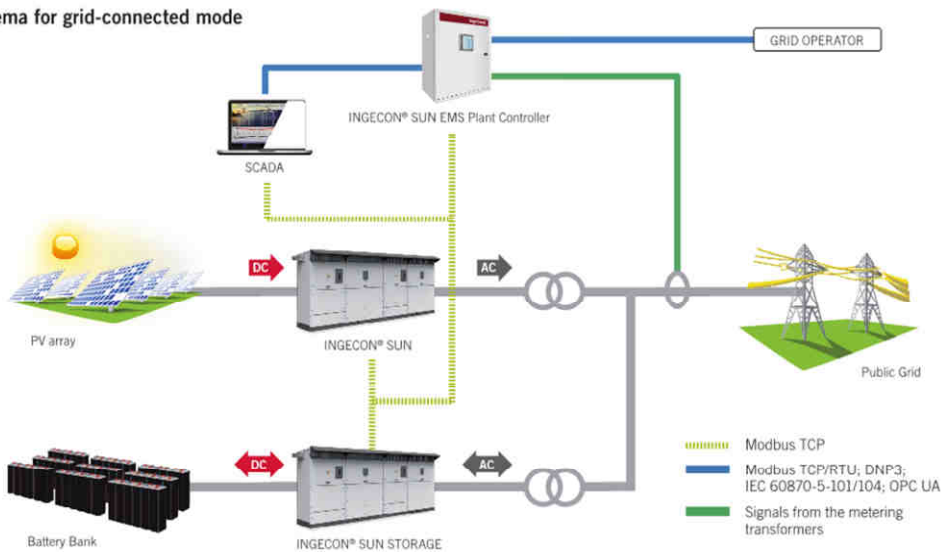 ema for grid-connected mode
GRID OPERATOR
INGECON® SUN EMS Plant Controller
SCADA
DC
AC
PV array
INGECON® SUN
Public Grid
DC
AC
Battery Bank
INGECON® SUN STORAGE
Modbus TCP
Modbus TCP/RTU; DNP3;
IEC 60870-5-101/104; OPC UA
Signals from the metering
transformers